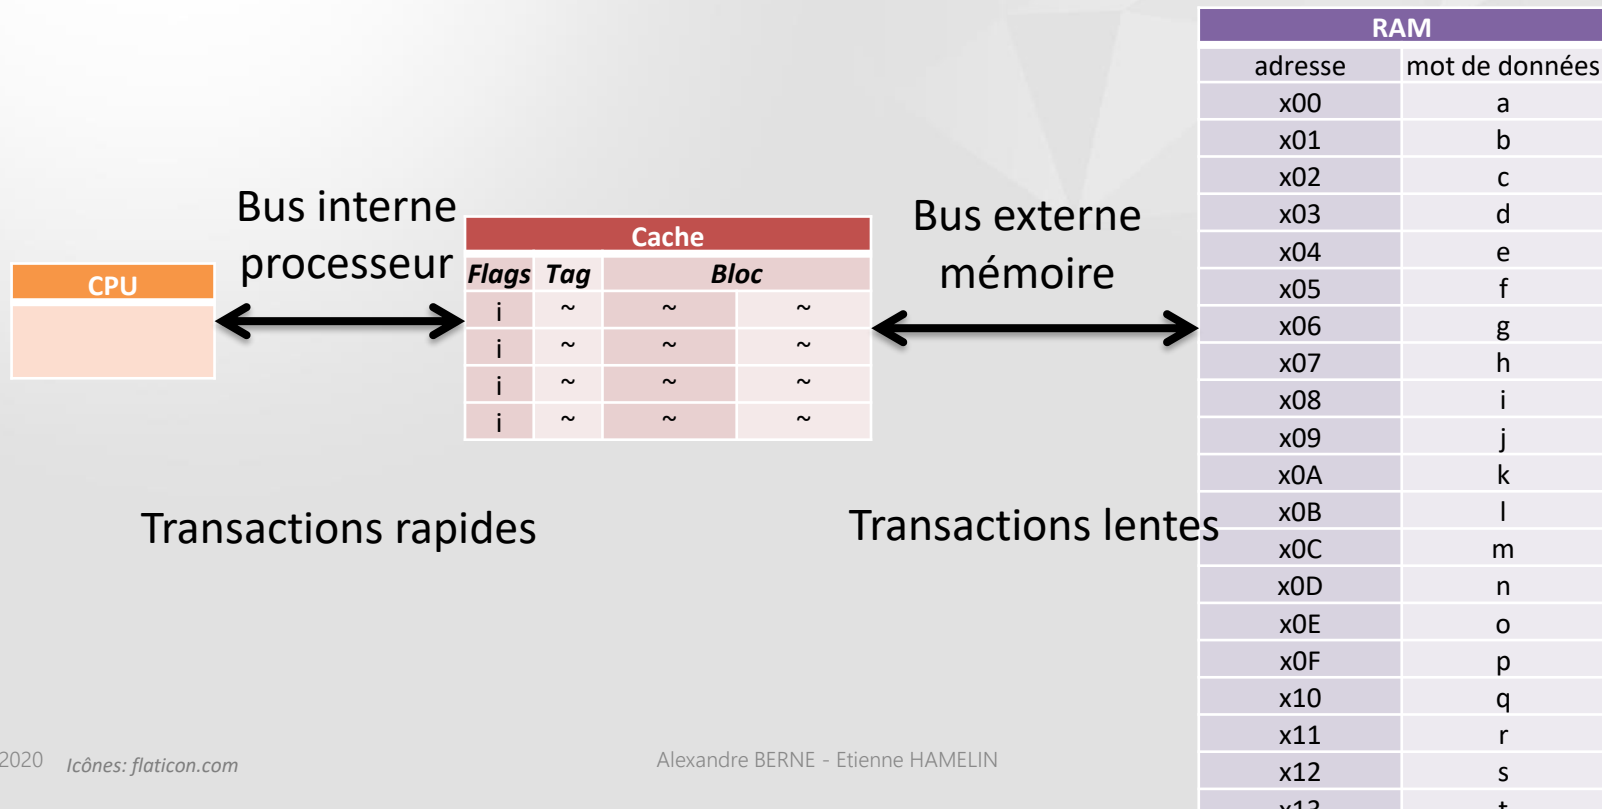 RAM
adresse mot de données
x00 a
x01 b
x02 c
x03 d
x04 e
x05 f
x06 g
x07 h
x08 i
x09 j
x0A k
x0B l
x0C m
x0D n
x0E o
x0F p
x10 q
x11 r
x12 s
x13 t
Bus interne
processeur
CPU
Cache
Flags Tag Bloc
i ~ ~ ~
i ~ ~ ~
i ~ ~ ~
i ~ ~ ~
Bus externe
mémoire
Transactions rapides
Transactions lentes
2020 Icônes: flaticon.com
Alexandre BERNE - Etienne HAMELIN